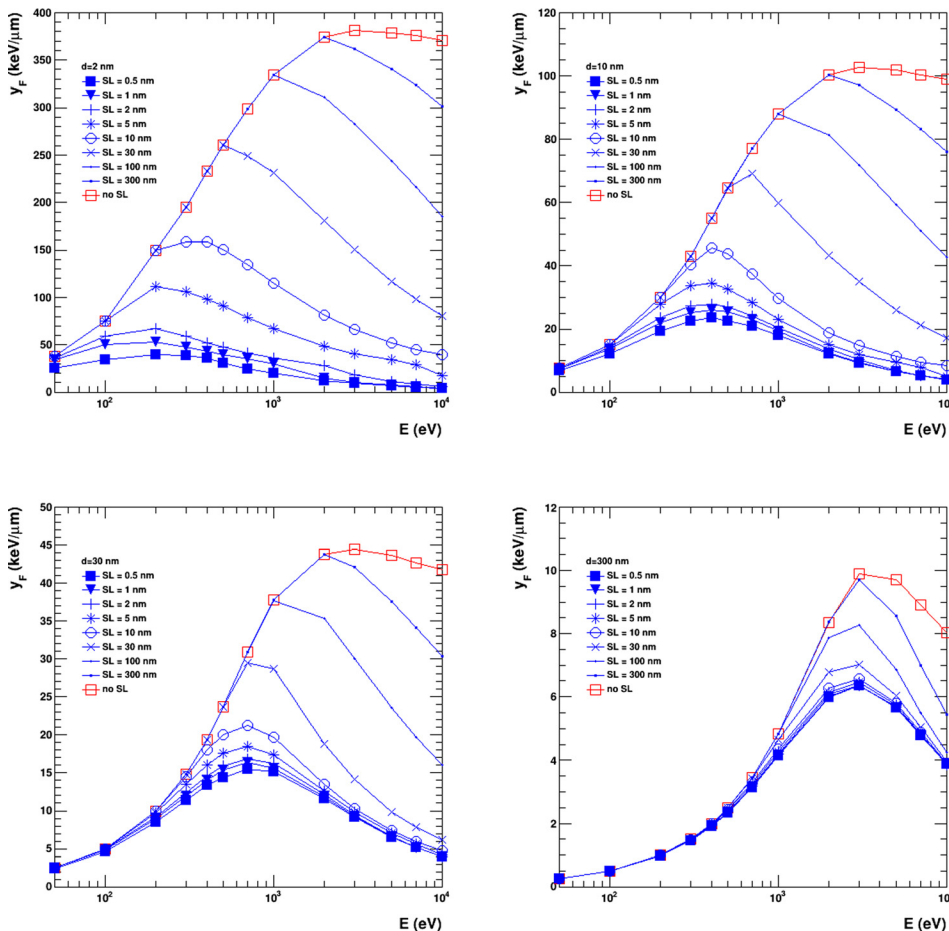 y_F (keV/μm)
400
350
300
250
200
150
100
50
0
d=2 nm
SL = 0.5 nm
SL = 1 nm
SL = 2 nm
SL = 5 nm
SL = 10 nm
SL = 30 nm
SL = 100 nm
SL = 300 nm
no SL
10²
10³
10⁴
E (eV)
y_F (keV/μm)
120
100
80
60
40
20
0
d=10 nm
SL = 0.5 nm
SL = 1 nm
SL = 2 nm
SL = 5 nm
SL = 10 nm
SL = 30 nm
SL = 100 nm
SL = 300 nm
no SL
10²
10³
10
E (eV)
y_F (keV/μm)
50
45
40
35
30
25
20
15
10
5
0
d=30 nm
SL = 0.5 nm
SL = 1 nm
SL = 2 nm
SL = 5 nm
SL = 10 nm
SL = 30 nm
SL = 100 nm
SL = 300 nm
no SL
10²
10³
10⁴
E (eV)
y_F (keV/μm)
12
10
8
6
4
2
0
d=300 nm
SL = 0.5 nm
SL = 1 nm
SL = 2 nm
SL = 5 nm
SL = 10 nm
SL = 30 nm
SL = 100 nm
SL = 300 nm
no SL
10²
10³
10
E (eV)